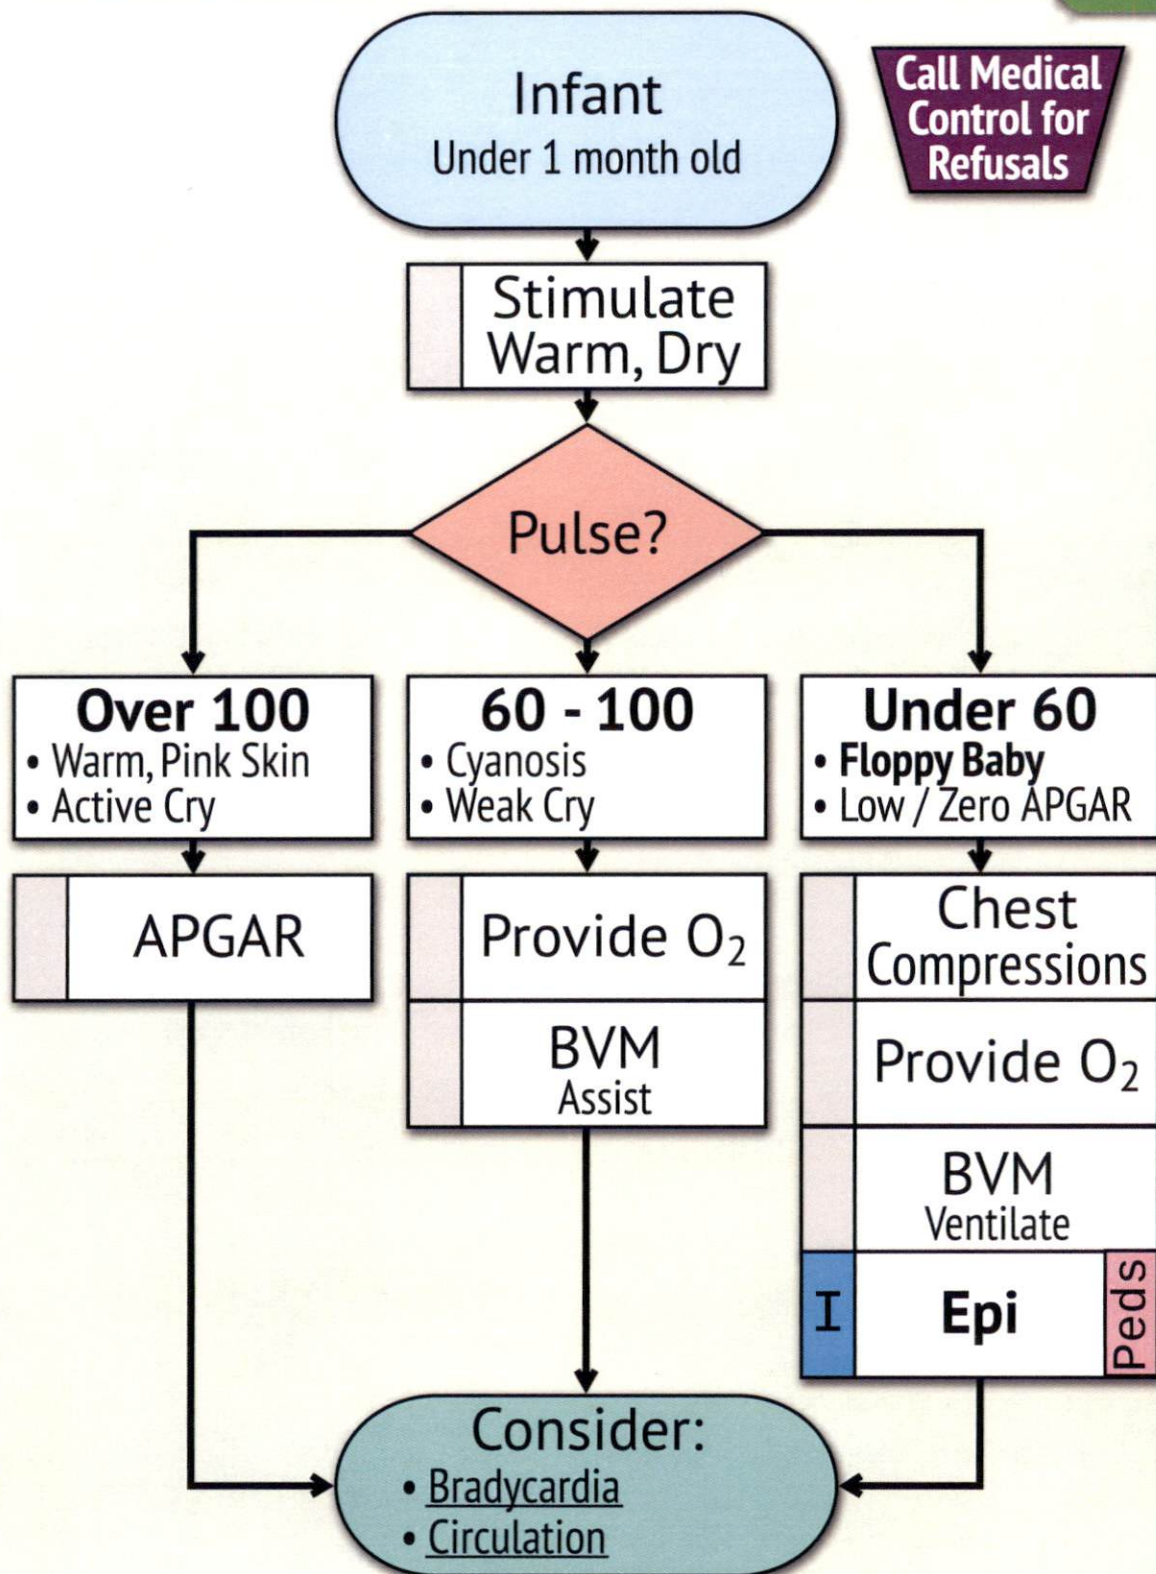 Infant
Under 1 month old
Call Medical
Control for
Refusals
Stimulate
Warm, Dry
Pulse?
Over 100
• Warm, Pink Skin
• Active Cry
60 - 100
• Cyanosis
• Weak Cry
Under 60
• Floppy Baby
• Low / Zero APGAR
APGAR
Provide O₂
BVM
Assist
Chest
Compressions
Provide O₂
BVM
Ventilate
I
Epi
Peds
Consider:
• Bradycardia
• Circulation